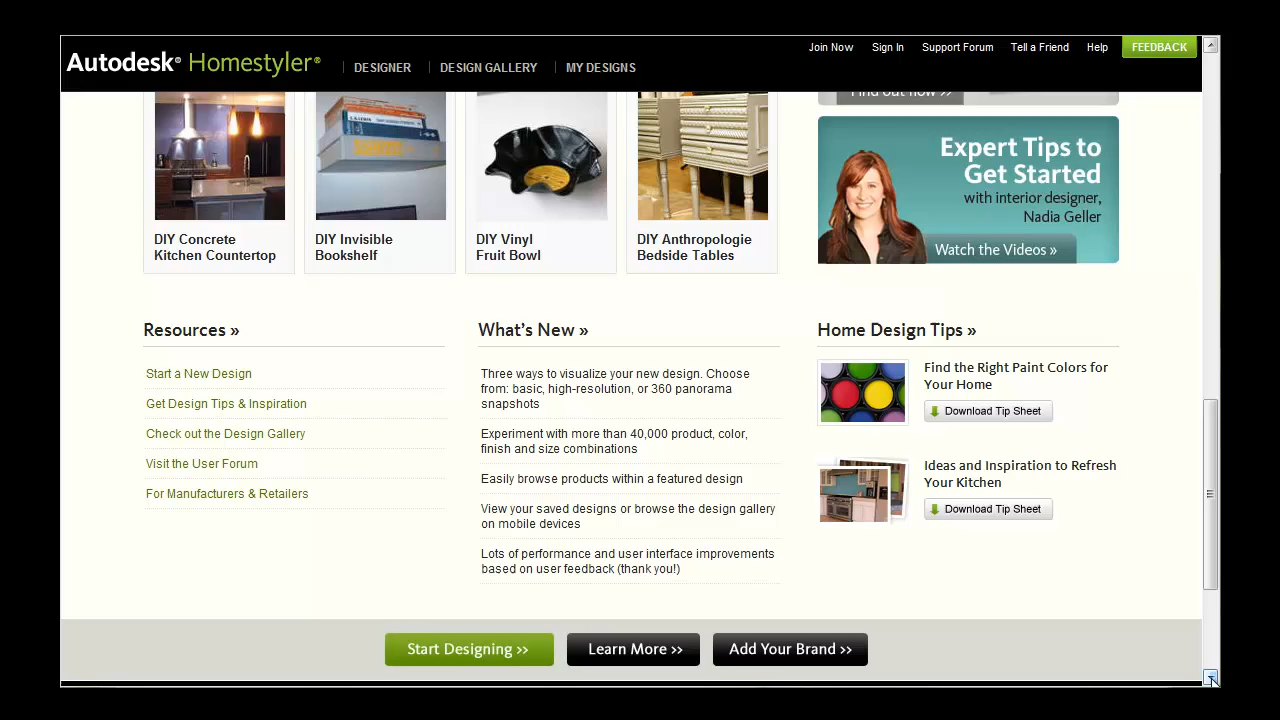 Autodesk® Homestyler®
DESIGNER
DESIGN GALLERY
MY DESIGNS
Join Now
Sign In
Support Forum
Tell a Friend
Help
FEEDBACK
Find out now >>
Expert Tips to
Get Started
with interior designer,
Nadia Geller
Watch the Videos »
DIY Concrete
Kitchen Countertop
DIY Invisible
Bookshelf
DIY Vinyl
Fruit Bowl
DIY Anthropologie
Bedside Tables
Resources »
Start a New Design
Get Design Tips & Inspiration
Check out the Design Gallery
Visit the User Forum
For Manufacturers & Retailers
What's New »
Three ways to visualize your new design. Choose
from: basic, high-resolution, or 360 panorama
snapshots
Experiment with more than 40,000 product, color,
finish and size combinations
Easily browse products within a featured design
View your saved designs or browse the design gallery
on mobile devices
Lots of performance and user interface improvements
based on user feedback (thank you!)
Home Design Tips »
Find the Right Paint Colors for
Your Home
Download Tip Sheet
Ideas and Inspiration to Refresh
Your Kitchen
Download Tip Sheet
Start Designing >>
Learn More >>
Add Your Brand >>